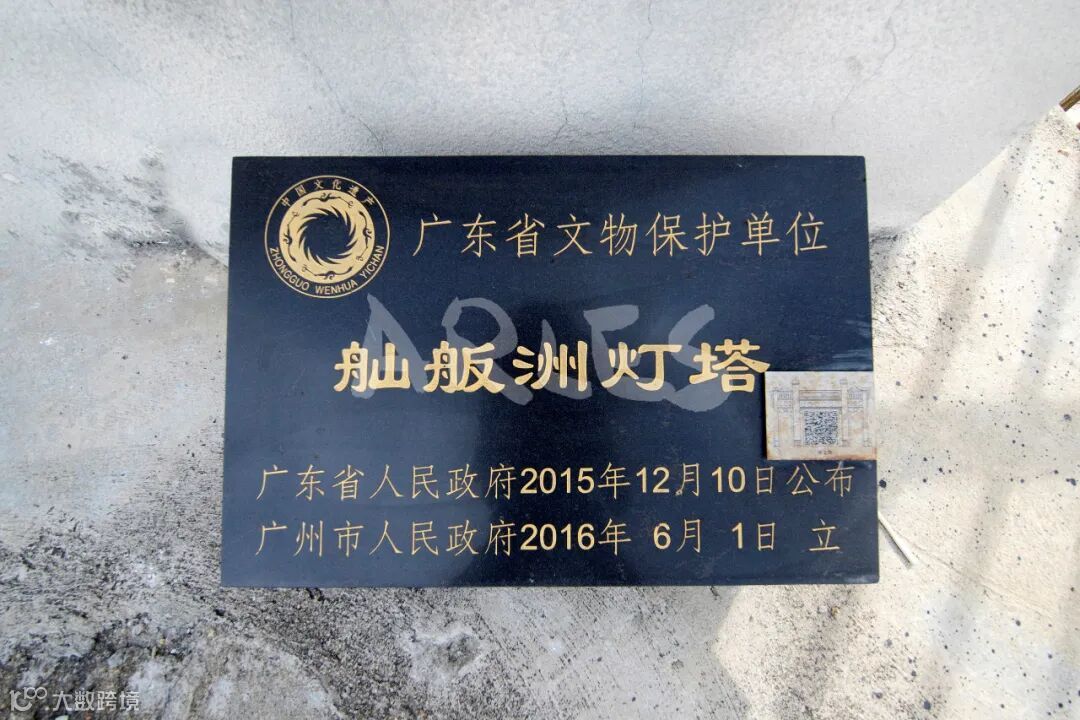 中国文化遗产
ZHONGGUO WENHUA YICHAN
广东省文物保护单位
ARIES
舢舨洲灯塔
广东省人民政府2015年12月10日公布
广州市人民政府2016年 6月 1日 立
大数跨境